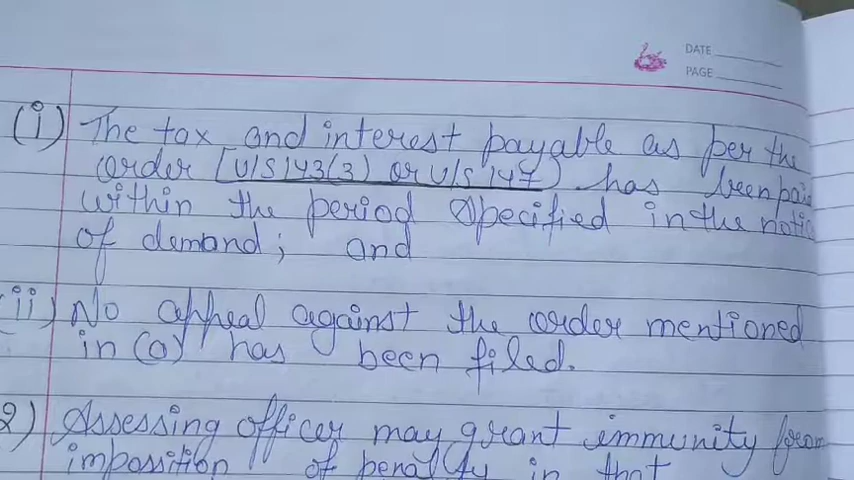 DATE
PAGE
(i) The tax and interest payable as per the
order [U/S 143(3) or U/S 147) has been paid
within the period specified in the notic
of demand; and
(ii) No appeal against the order mentioned
in (a) has been filed.
2) Assessing officer may grant immunity from
impossition of penalty in that